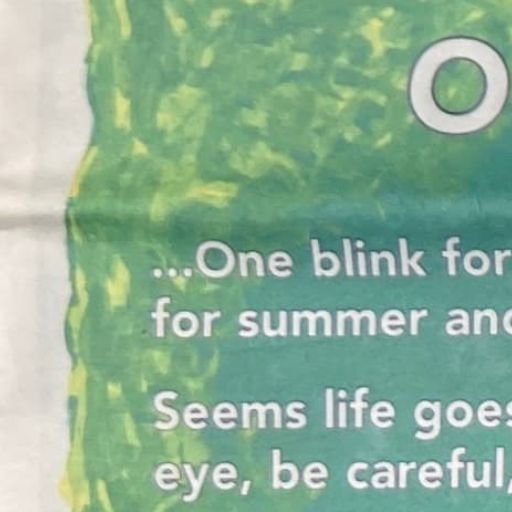 O
...One blink for
for summer and
Seems life goes
eye, be careful,